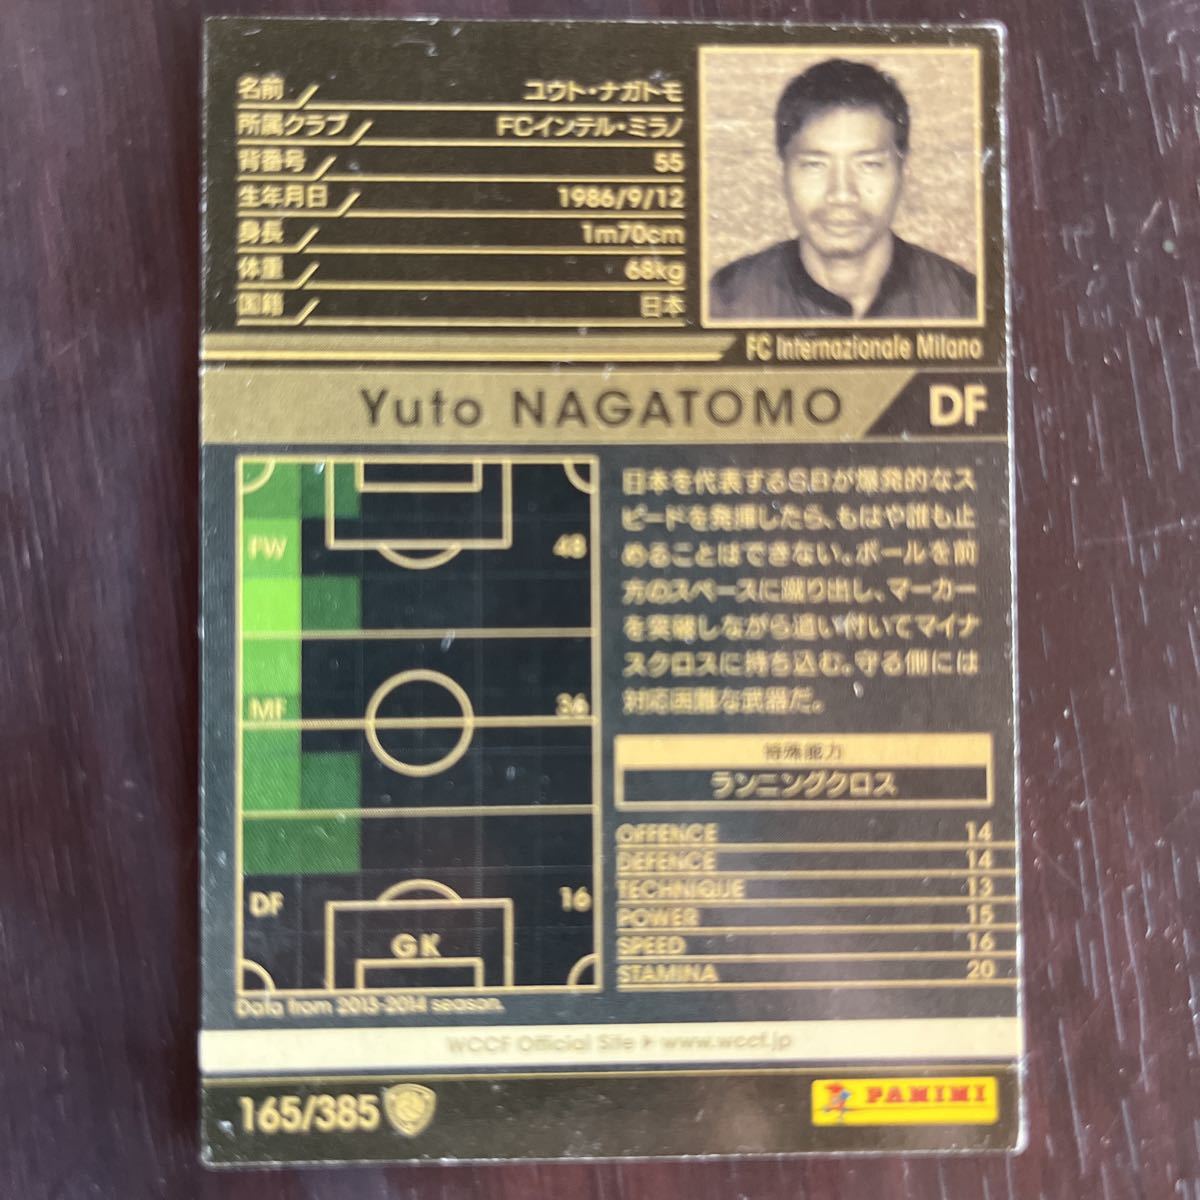 名前 ユウト・ナガトモ
所属クラブ FCインテル・ミラノ
背番号 55
生年月日 1986/9/12
身長 1m70cm
体重 68kg
国籍 日本
FC Internazionale Milano
Yuto NAGATOMO DF
FW 48
MF 36
DF 16
GK
Data from 2013-2014 season.
日本を代表するSBが爆発的なス
ピードを発揮したら、もはや誰も止
めることはできない。ボールを前
方のスペースに蹴り出し、マーカー
を突破しながら追い付いてマイナ
スクロスに持ち込む。守る側には
対応困難な武器だ。
特殊能力
ランニングクロス
OFFENCE 14
DEFENCE 14
TECHNIQUE 13
POWER 15
SPEED 16
STAMINA 20
WCCF Official Site ▶ www.wccf.jp
165/385
PANINI